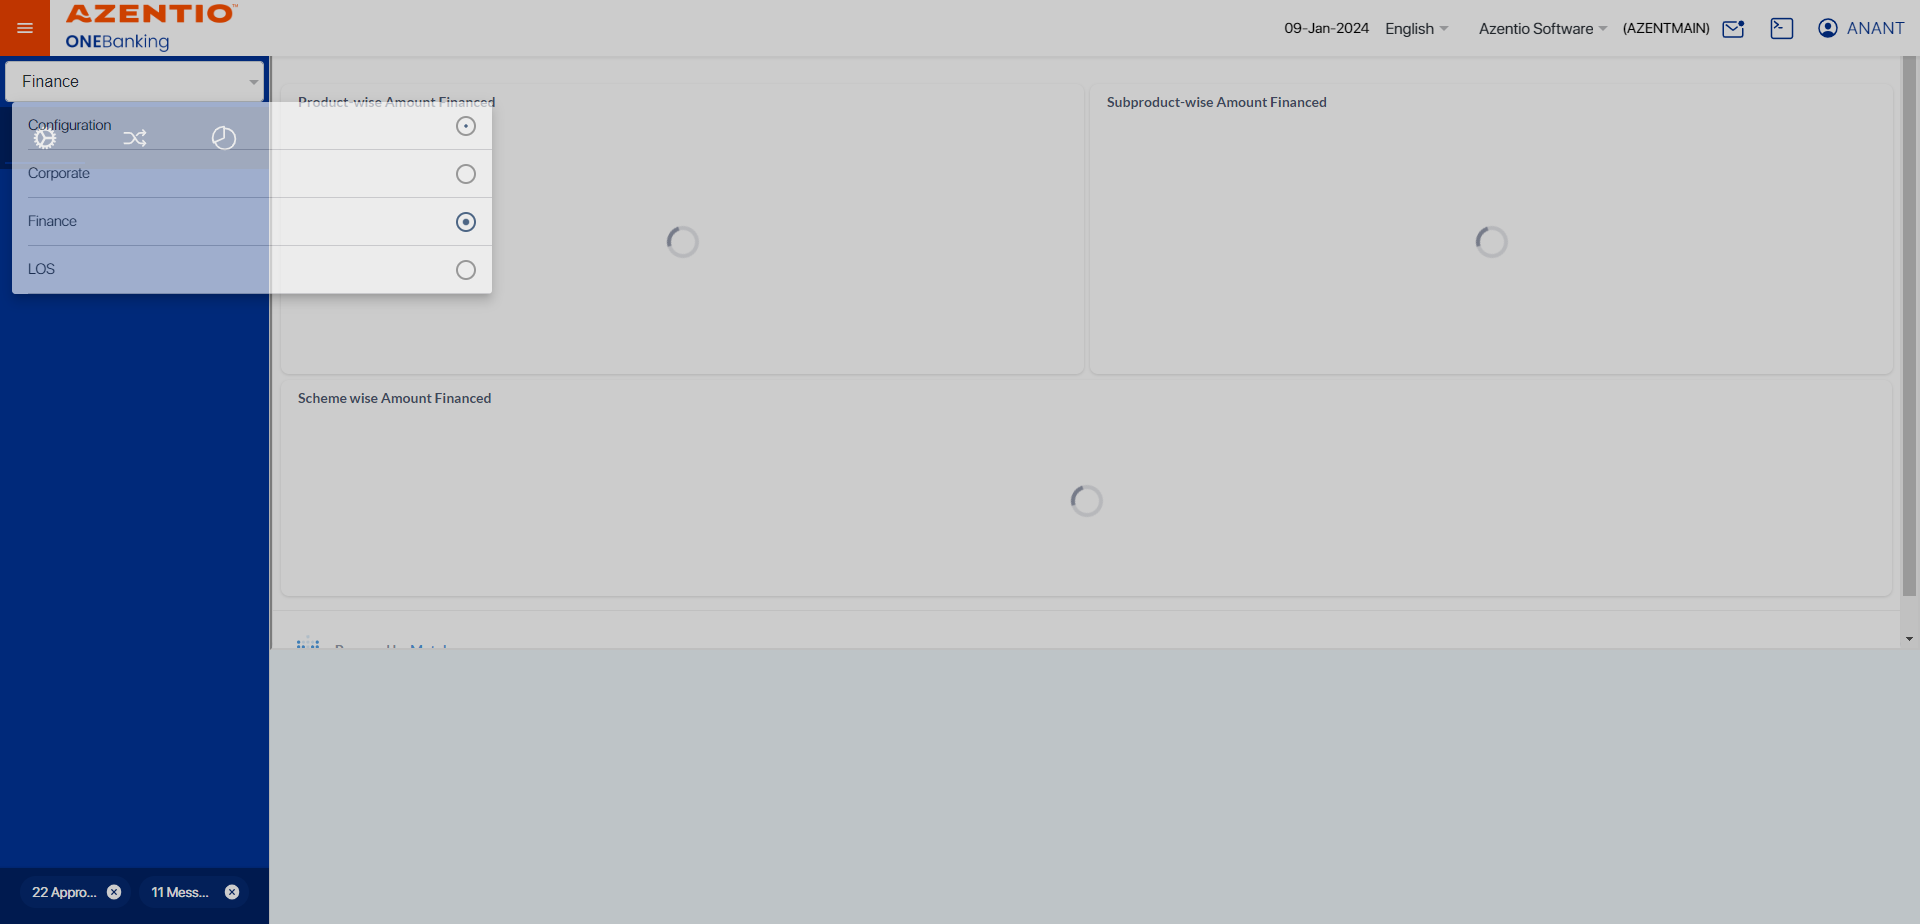 AZENTIO™
ONEBanking
09-Jan-2024 English Azentio Software (AZENTMAIN) ANANT
Finance
Configuration
Corporate
Finance
LOS
Product-wise Amount Financed
Subproduct-wise Amount Financed
Scheme wise Amount Financed
22 Appro...
11 Mess...